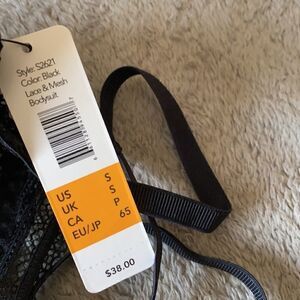 Style: S2621
Color: Black
Lace & Mesh
Bodysuit
US S
UK S
CA P
EU/JP 65
$38.00